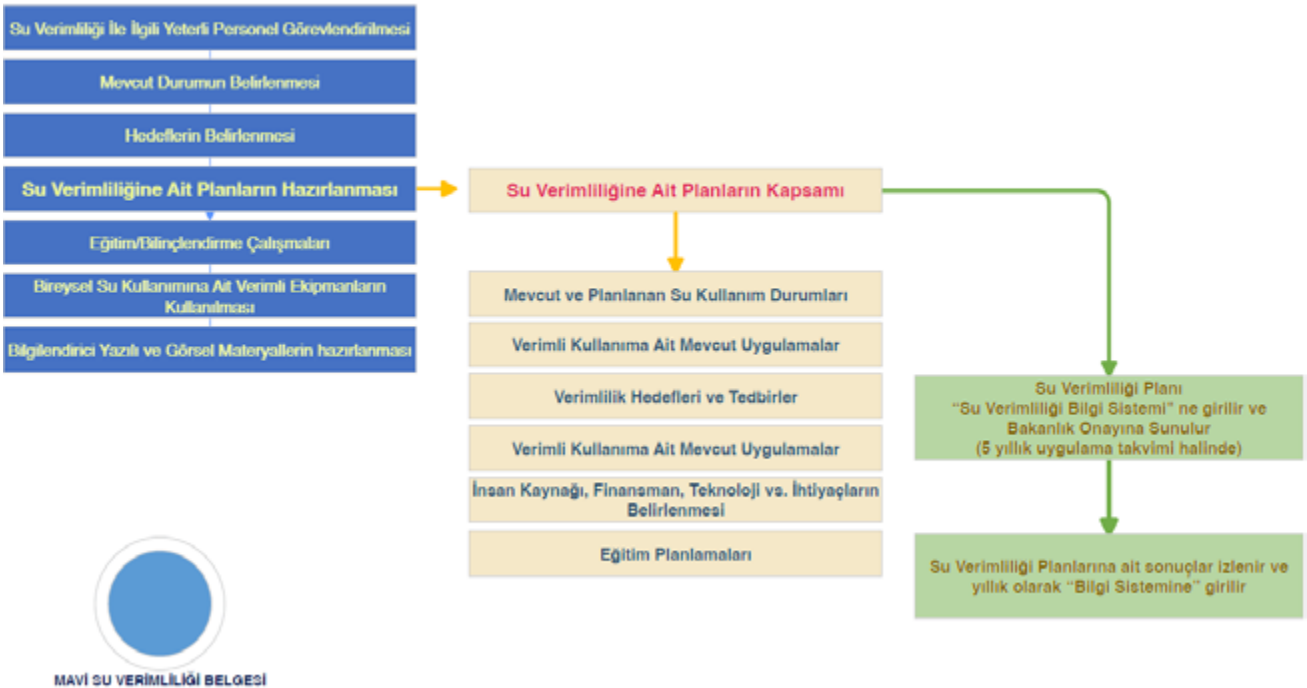 Su Verimliliği İle İlgili Yeterli Personel Görevlendirilmesi
Mevcut Durumun Belirlenmesi
Hedeflerin Belirlenmesi
Su Verimliliğine Ait Planların Hazırlanması
Eğitim/Bilinçlendirme Çalışmaları
Bireysel Su Kullanımına Ait Verimli Ekipmanların
Kullanılması
Bilgilendirici Yazılı ve Görsel Materyallerin hazırlanması
Su Verimliliğine Ait Planların Kapsamı
Mevcut ve Planlanan Su Kullanım Durumları
Verimli Kullanıma Ait Mevcut Uygulamalar
Verimlilik Hedefleri ve Tedbirler
Verimli Kullanıma Ait Mevcut Uygulamalar
İnsan Kaynağı, Finansman, Teknoloji vs. İhtiyaçların
Belirlenmesi
Eğitim Planlamaları
Su Verimliliği Planı
“Su Verimliliği Bilgi Sistemi” ne girilir ve
Bakanlık Onayına Sunulur
(5 yıllık uygulama takvimi halinde)
Su Verimliliği Planlarına ait sonuçlar izlenir ve
yıllık olarak “Bilgi Sistemine” girilir
MAVİ SU VERİMLİLİĞİ BELGESİ